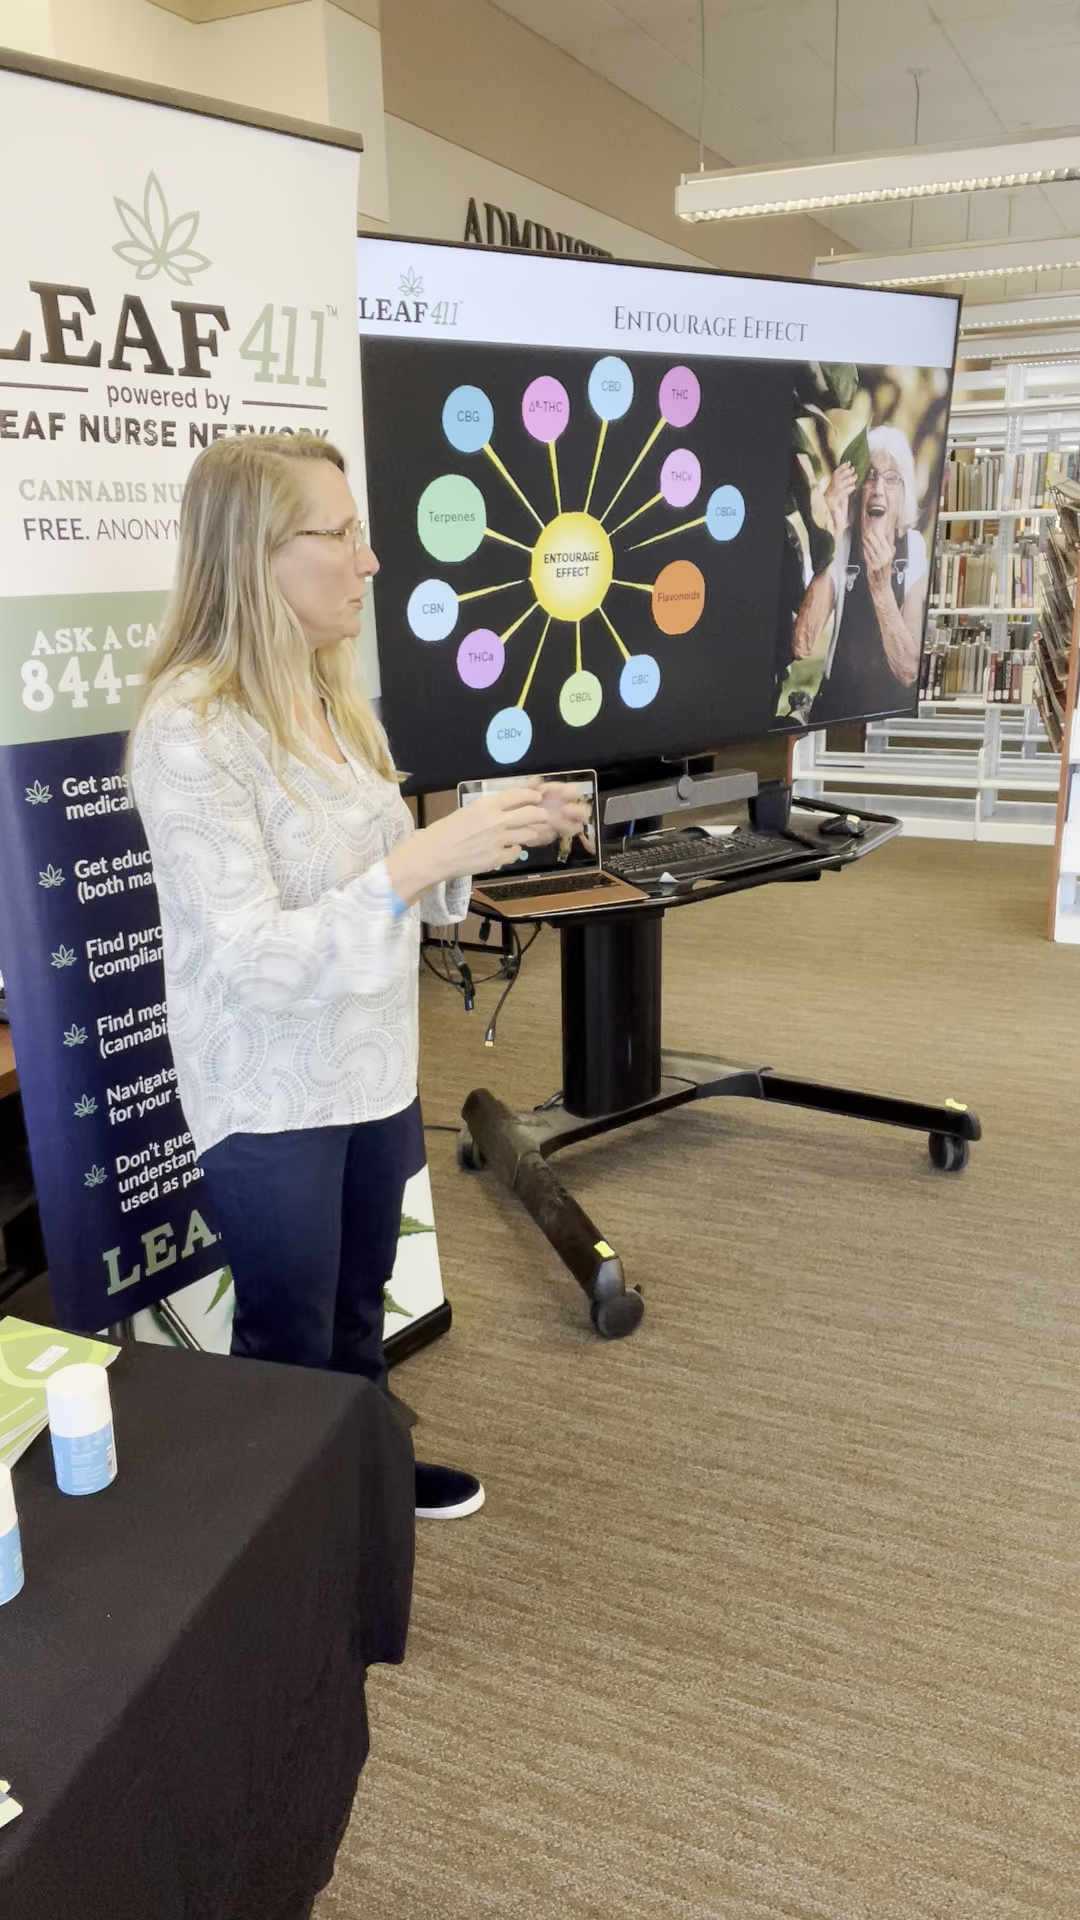 LEAF 411™
powered by
EAF NURSE NETWORK
CANNABIS NU
FREE. ANONYM
ASK A CA
844-
Get ans
medical
Get educ
(both ma
Find purc
(complian
Find med
(cannabi
Navigate
for your s
Don't gue
understan
used as pa
LEA
ADMINIST
LEAF 411
ENTOURAGE EFFECT
CBG
Δ⁸-THC
CBD
THC
THCv
CBDa
Terpenes
ENTOURAGE
EFFECT
Flavonoids
CBN
THCa
CBC
CBDL
CBDv